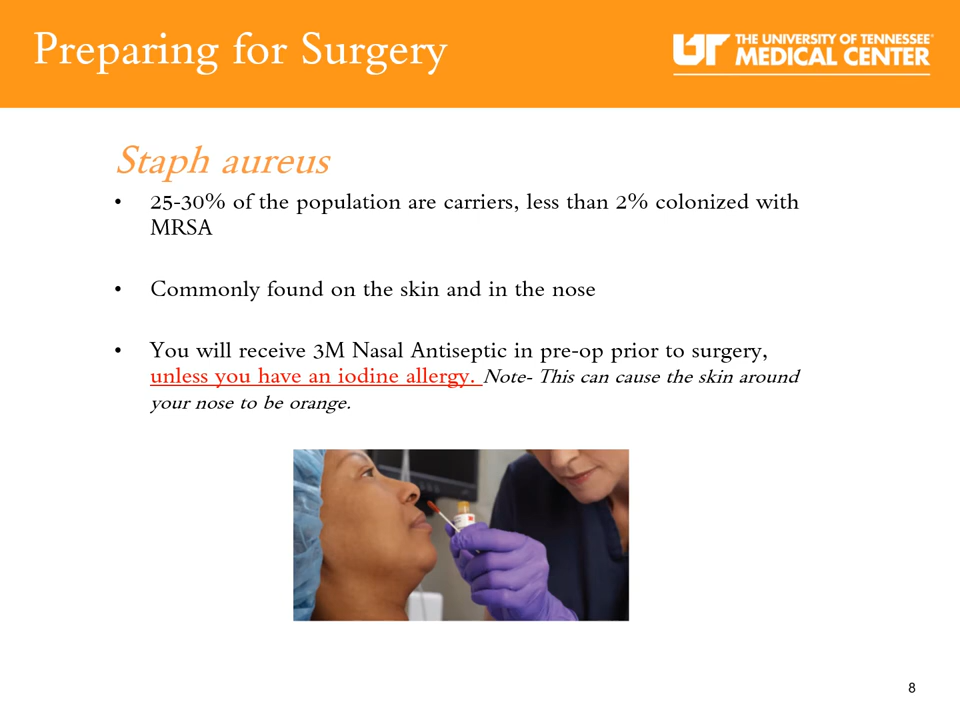 Preparing for Surgery
UT THE UNIVERSITY OF TENNESSEE
MEDICAL CENTER
Staph aureus
• 25-30% of the population are carriers, less than 2% colonized with
MRSA
• Commonly found on the skin and in the nose
• You will receive 3M Nasal Antiseptic in pre-op prior to surgery,
unless you have an iodine allergy. Note- This can cause the skin around
your nose to be orange.
8